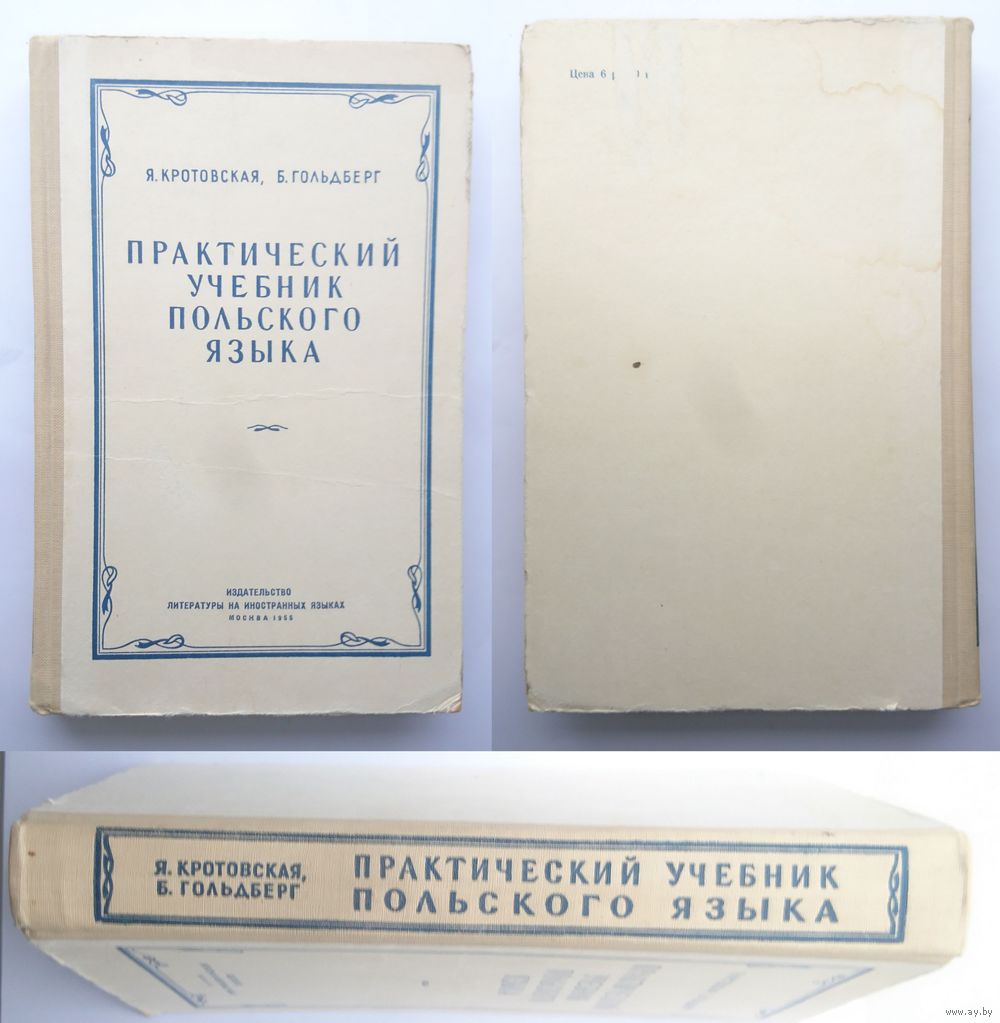 Я. КРОТОВСКАЯ, Б. ГОЛЬДБЕРГ
ПРАКТИЧЕСКИЙ
УЧЕБНИК
ПОЛЬСКОГО
ЯЗЫКА
ИЗДАТЕЛЬСТВО
ЛИТЕРАТУРЫ НА ИНОСТРАННЫХ ЯЗЫКАХ
МОСКВА 1955
Цена 6
Я. КРОТОВСКАЯ,
Б. ГОЛЬДБЕРГ
ПРАКТИЧЕСКИЙ УЧЕБНИК
ПОЛЬСКОГО ЯЗЫКА
www.ay.by